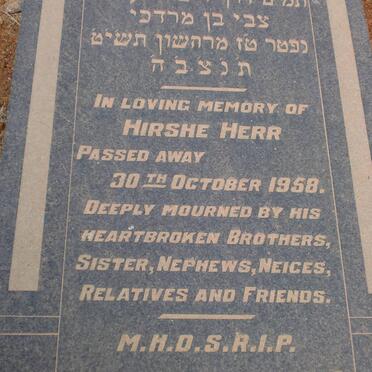 צבי בן מרדכי
נפטר טז מרחשון תשי״ט
ת נ צ ב ה
IN LOVING MEMORY OF
HIRSHE HERR
PASSED AWAY
30TH OCTOBER 1958.
DEEPLY MOURNED BY HIS
HEARTBROKEN BROTHERS,
SISTER, NEPHEWS, NEICES,
RELATIVES AND FRIENDS.
M.H.D.S.R.I.P.